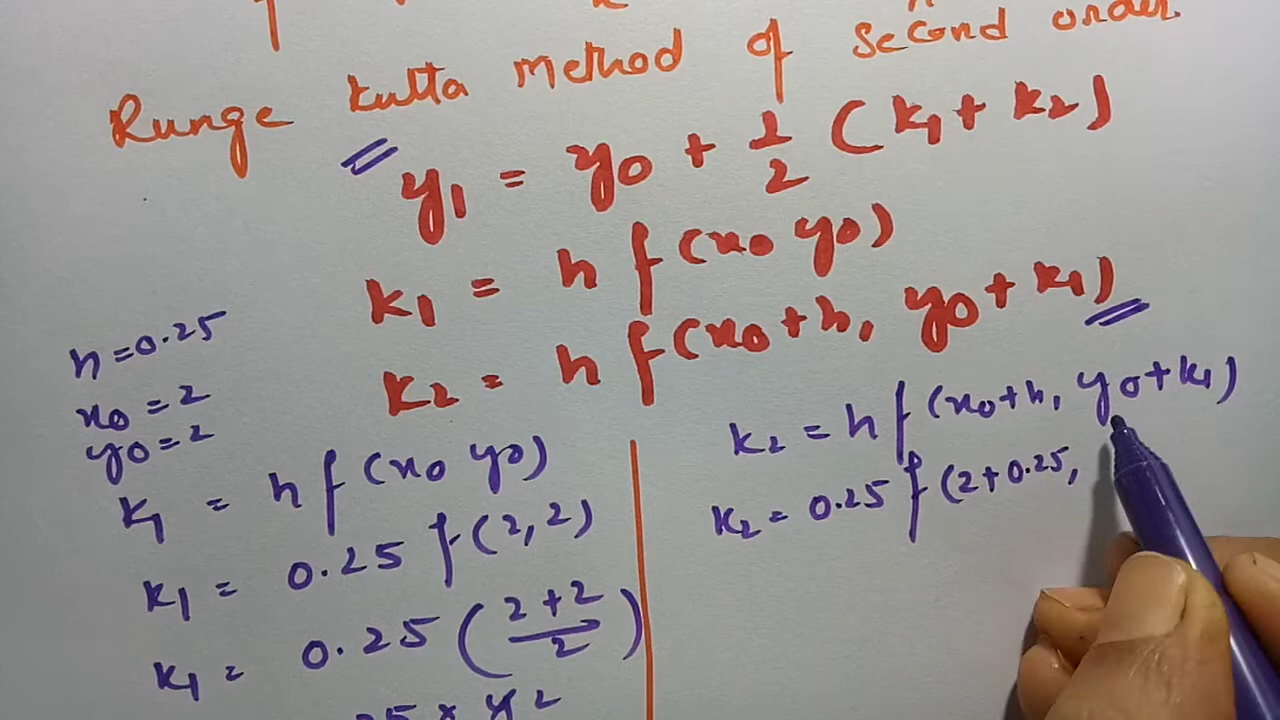 Runge kutta method of second order
y1 = y0 + 1/2 (k1 + k2)
k1 = h f(x0 y0)
k2 = h f(x0+h, y0+k1)
h=0.25
x0=2
y0=2
k1 = h f(x0 y0)
k1 = 0.25 f(2,2)
k1 = 0.25 (2+2/2)
k2 = h f(x0+h, y0+k1)
k2 = 0.25 f(2+0.25,